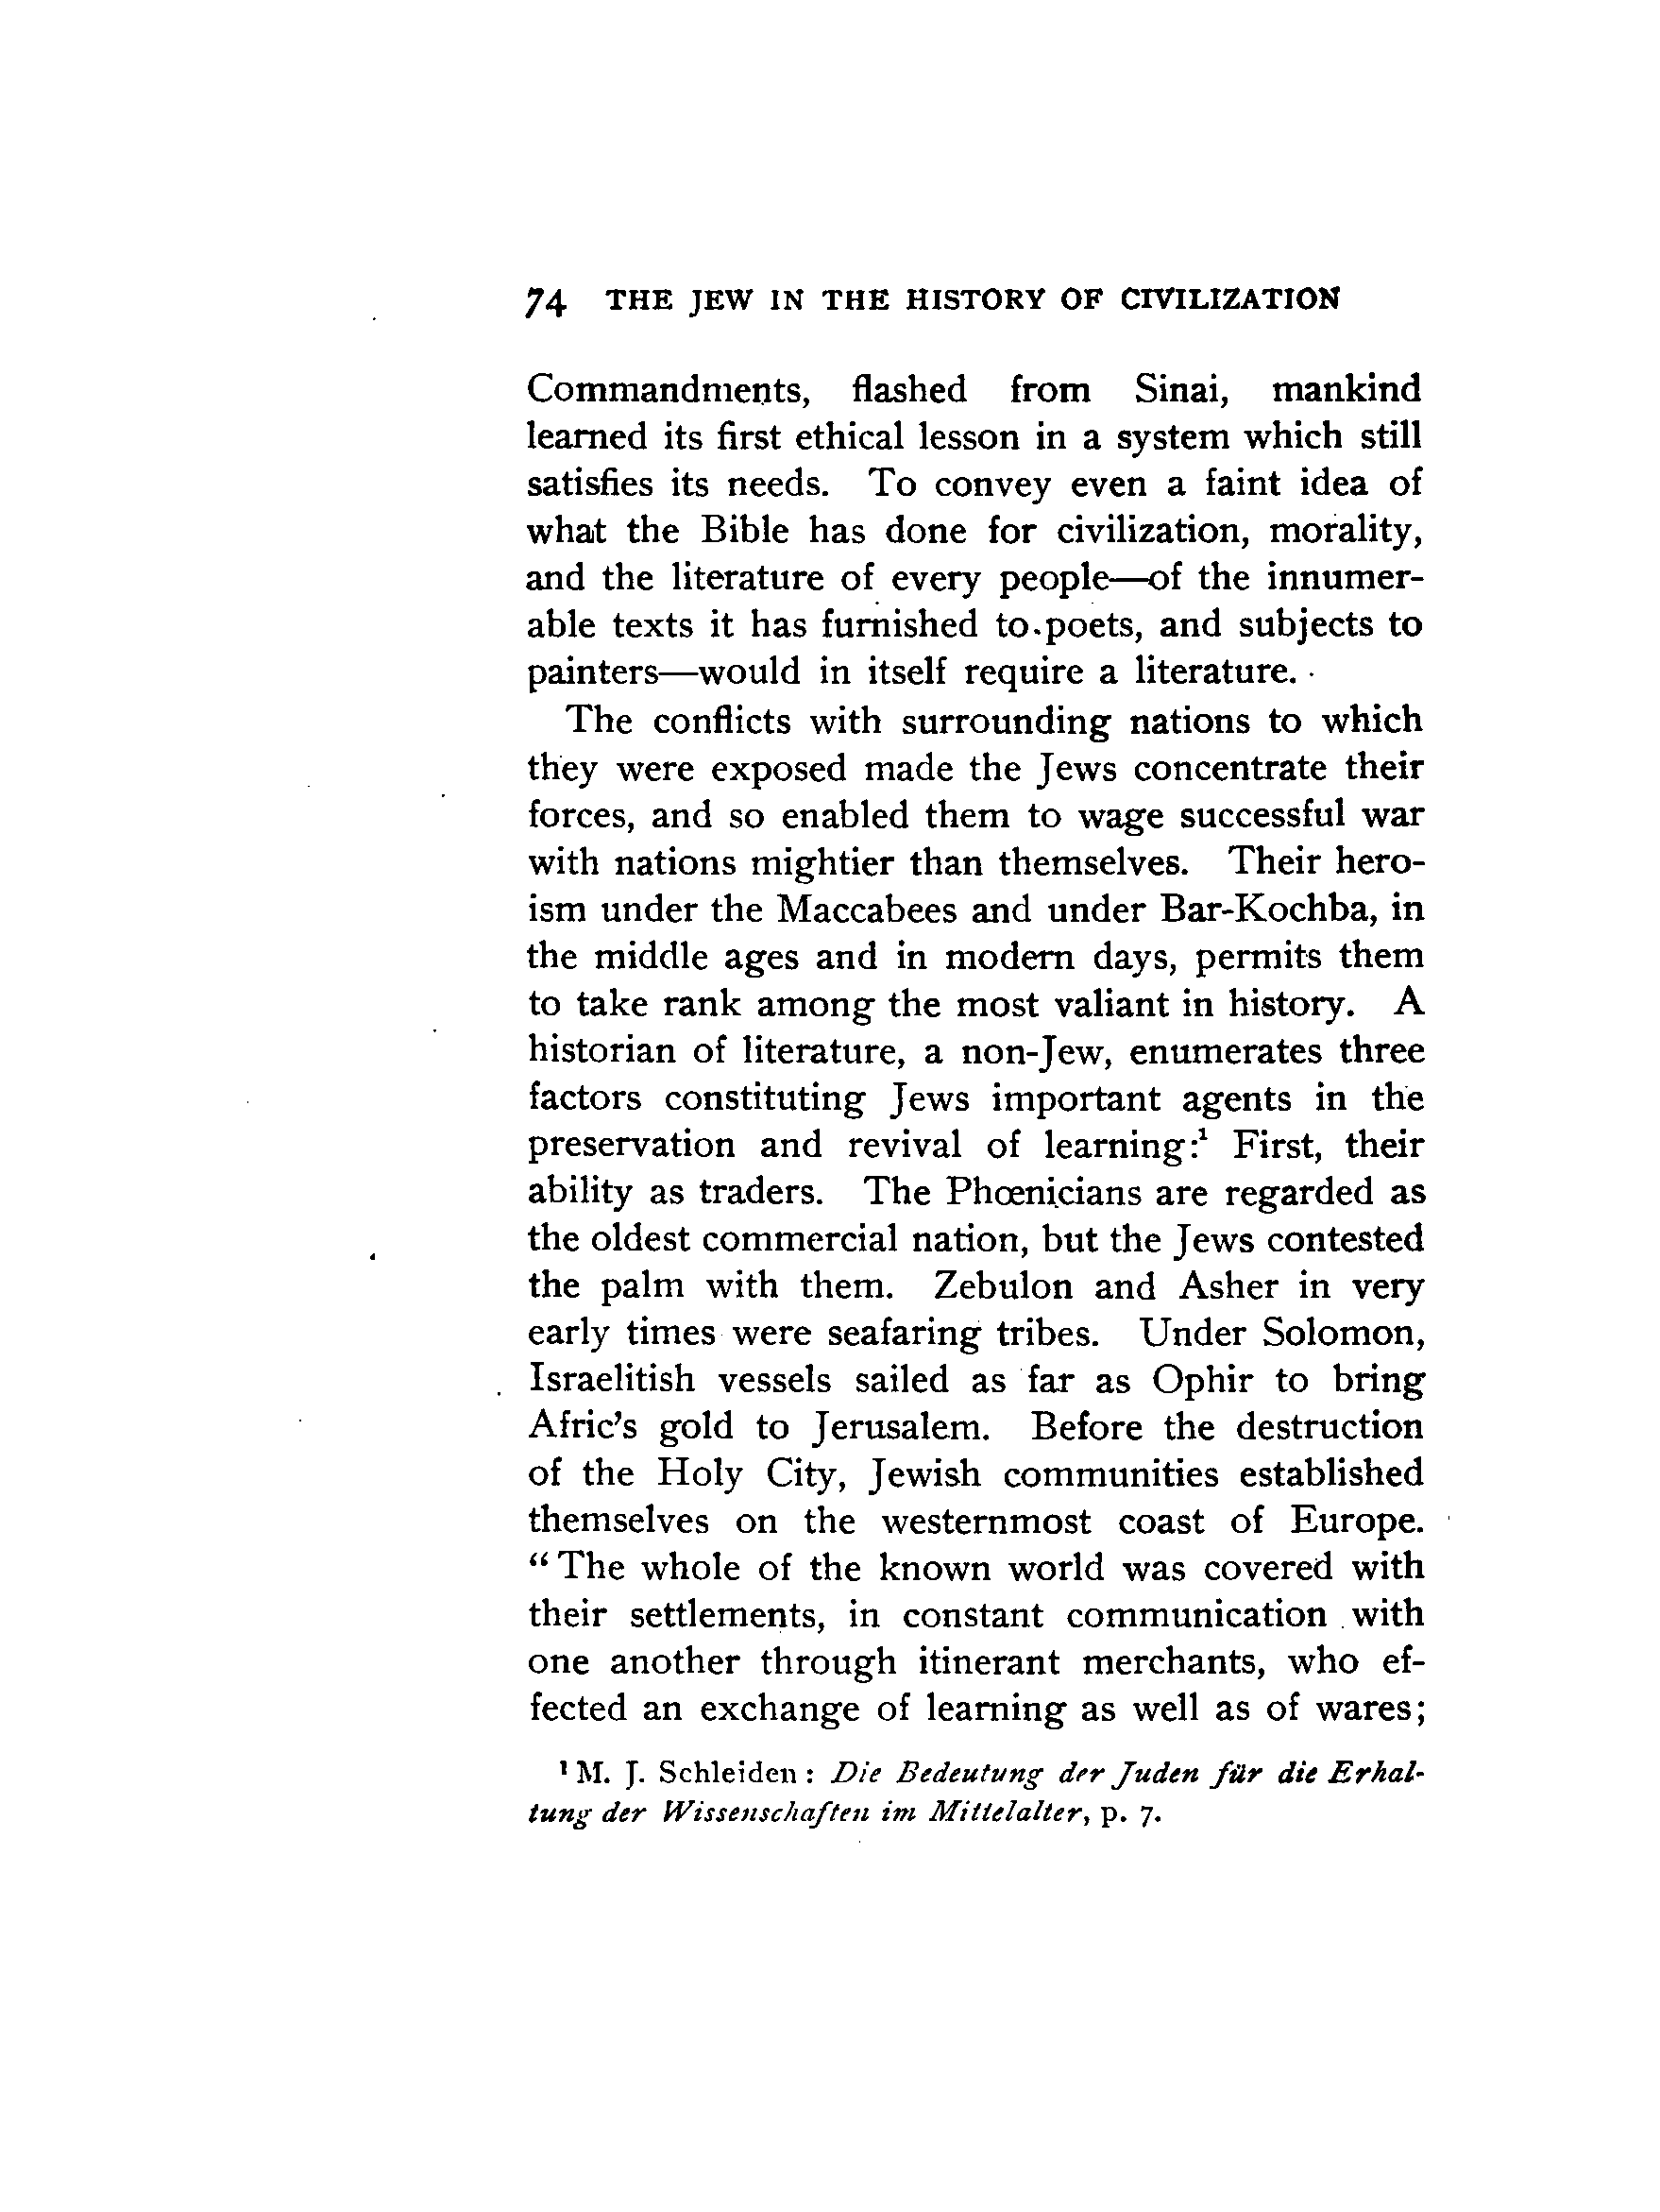 74 THE JEW IN THE HISTORY OF CIVILIZATION
Commandments, flashed from Sinai, mankind
learned its first ethical lesson in a system which still
satisfies its needs. To convey even a faint idea of
what the Bible has done for civilization, morality,
and the literature of every people—of the innumer-
able texts it has furnished to poets, and subjects to
painters—would in itself require a literature.
The conflicts with surrounding nations to which
they were exposed made the Jews concentrate their
forces, and so enabled them to wage successful war
with nations mightier than themselves. Their hero-
ism under the Maccabees and under Bar-Kochba, in
the middle ages and in modern days, permits them
to take rank among the most valiant in history. A
historian of literature, a non-Jew, enumerates three
factors constituting Jews important agents in the
preservation and revival of learning:¹ First, their
ability as traders. The Phœnicians are regarded as
the oldest commercial nation, but the Jews contested
the palm with them. Zebulon and Asher in very
early times were seafaring tribes. Under Solomon,
Israelitish vessels sailed as far as Ophir to bring
Afric's gold to Jerusalem. Before the destruction
of the Holy City, Jewish communities established
themselves on the westernmost coast of Europe.
“The whole of the known world was covered with
their settlements, in constant communication with
one another through itinerant merchants, who ef-
fected an exchange of learning as well as of wares;
¹ M. J. Schleiden: Die Bedeutung der Juden für die Erhal-
tung der Wissenschaften im Mittelalter, p. 7.